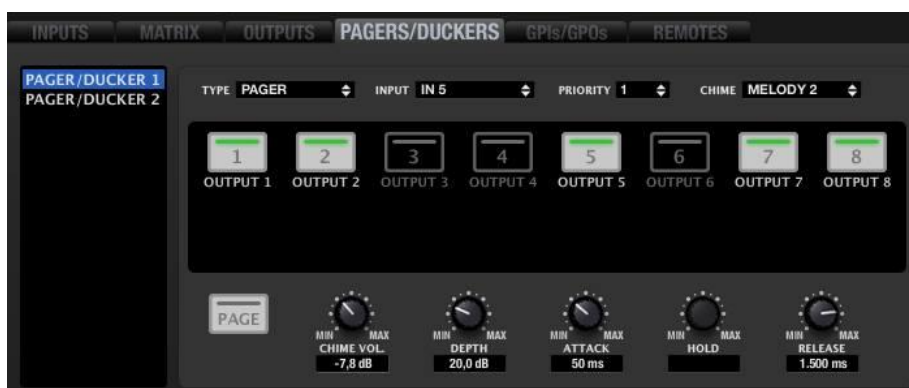 INPUTS MATRIX OUTPUTS PAGERS/DUCKERS GPIs/GPOs REMOTES
PAGER/DUCKER 1
PAGER/DUCKER 2
TYPE PAGER INPUT IN 5 PRIORITY 1 CHIME MELODY 2
1 2 3 4 5 6 7 8
OUTPUT 1 OUTPUT 2 OUTPUT 3 OUTPUT 4 OUTPUT 5 OUTPUT 6 OUTPUT 7 OUTPUT 8
PAGE
MIN MAX MIN MAX MIN MAX MIN MAX MIN MAX
CHIME VOL. DEPTH ATTACK HOLD RELEASE
-7,8 dB 20,0 dB 50 ms 1.500 ms